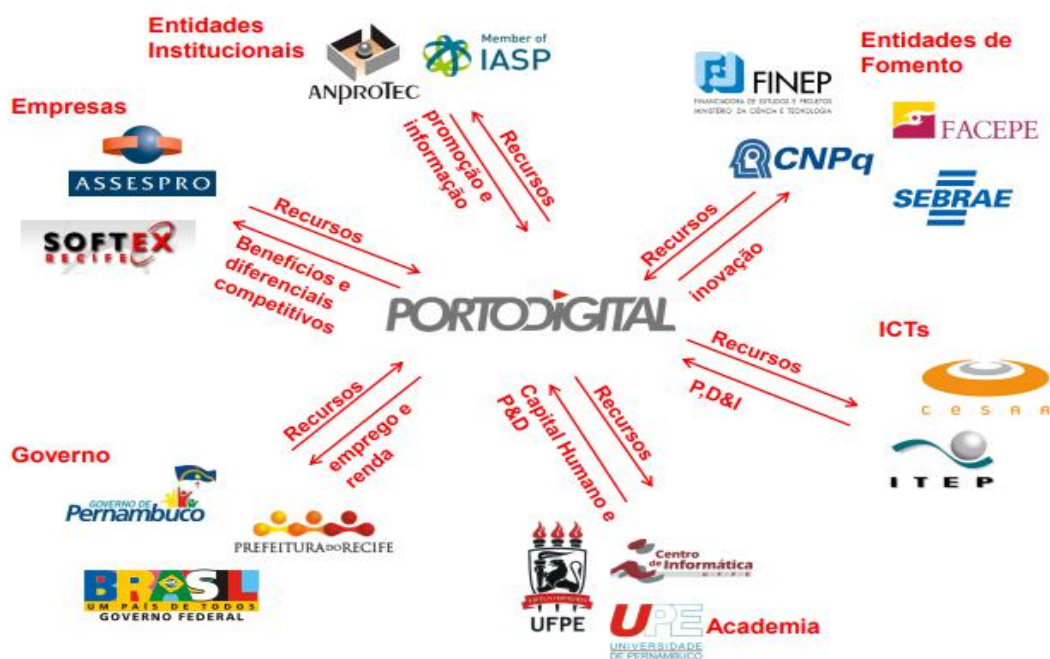 Entidades
Institucionais
ANPROTEC
Member of
IASP
Entidades de
Fomento
FINEP
FINANCIADORA DE ESTUDOS E PROJETOS
MINISTÉRIO DA CIÊNCIA E TECNOLOGIA
FACEPE
CNPq
SEBRAE
Empresas
ASSESPRO
SOFTEX
RECIFE
promoção e
informação
Recursos
Recursos
Benefícios e
diferenciais
competitivos
Recursos
inovação
PORTODIGITAL
ICTs
Recursos
P,D&I
cesar
ITEP
Governo
Recursos
emprego e
renda
Capital Humano e
P&D
Recursos
GOVERNO DE
Pernambuco
PREFEITURA DO RECIFE
BRASIL
UM PAÍS DE TODOS
GOVERNO FEDERAL
UFPE
Centro
de Informática
UFPE
UPE
UNIVERSIDADE
DE PERNAMBUCO
Academia